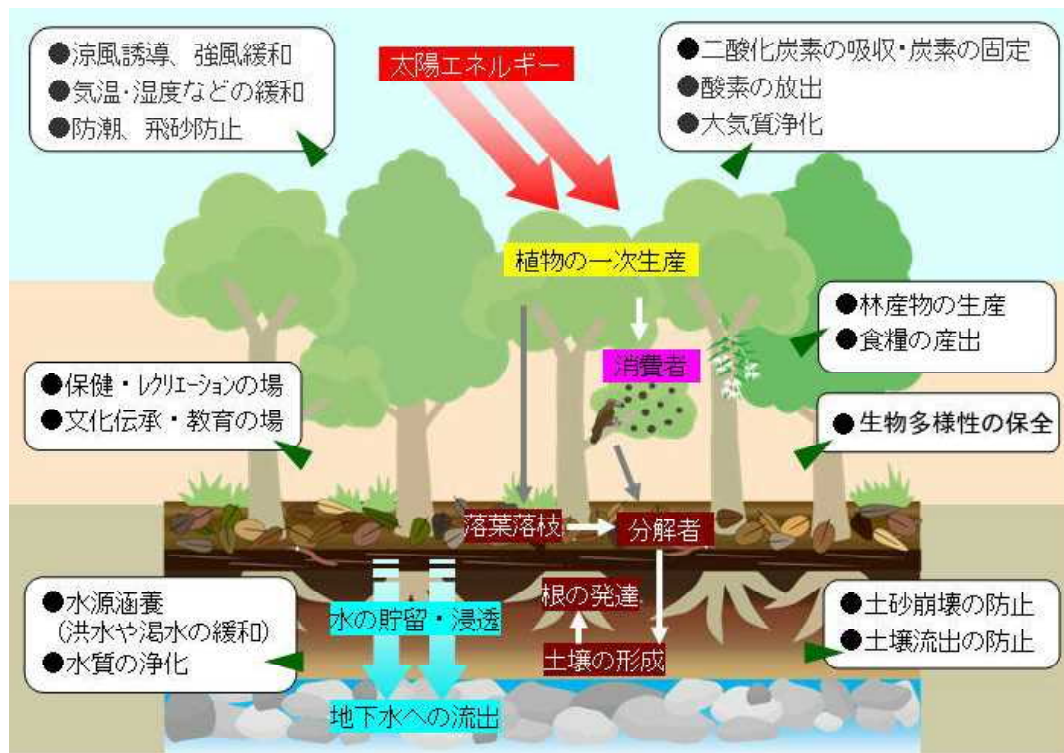 ●涼風誘導、強風緩和
●気温・湿度などの緩和
●防潮、飛砂防止
太陽エネルギー
●二酸化炭素の吸収・炭素の固定
●酸素の放出
●大気質浄化
植物の一次生産
●林産物の生産
●食糧の産出
消費者
●保健・レクリエーションの場
●文化伝承・教育の場
●生物多様性の保全
落葉落枝
分解者
●水源涵養
(洪水や渇水の緩和)
●水質の浄化
水の貯留・浸透
根の発達
土壌の形成
●土砂崩壊の防止
●土壌流出の防止
地下水への流出